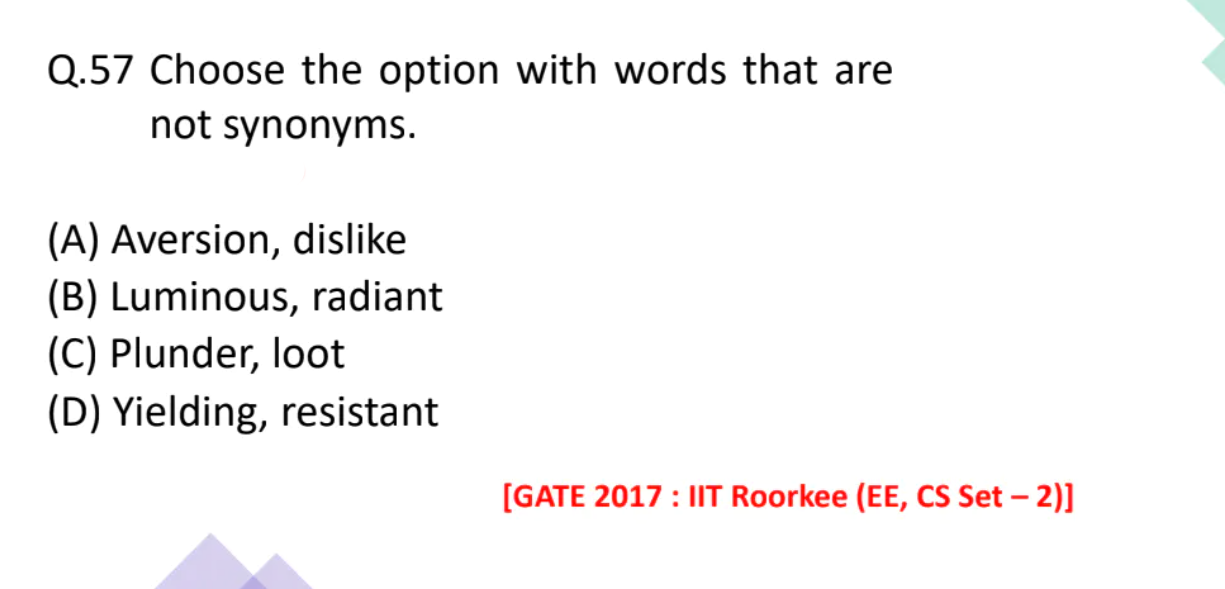 Q.57 Choose the option with words that are
not synonyms.
(A) Aversion, dislike
(B) Luminous, radiant
(C) Plunder, loot
(D) Yielding, resistant
[GATE 2017 : IIT Roorkee (EE, CS Set – 2)]